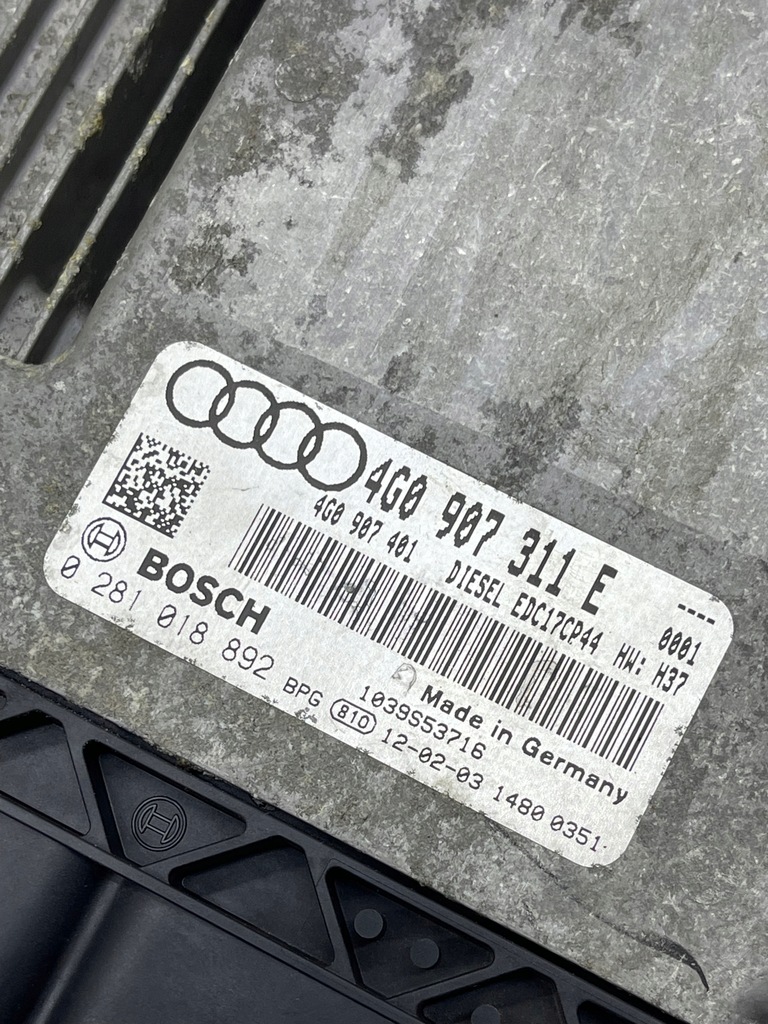 4G0 907 311 E ----
4G0 907 401 DIESEL EDC17CP44 HW: H37 0001
BOSCH
0 281 018 892
Made in Germany
1039S53716
BPG 810 12-02-03 1480 0351